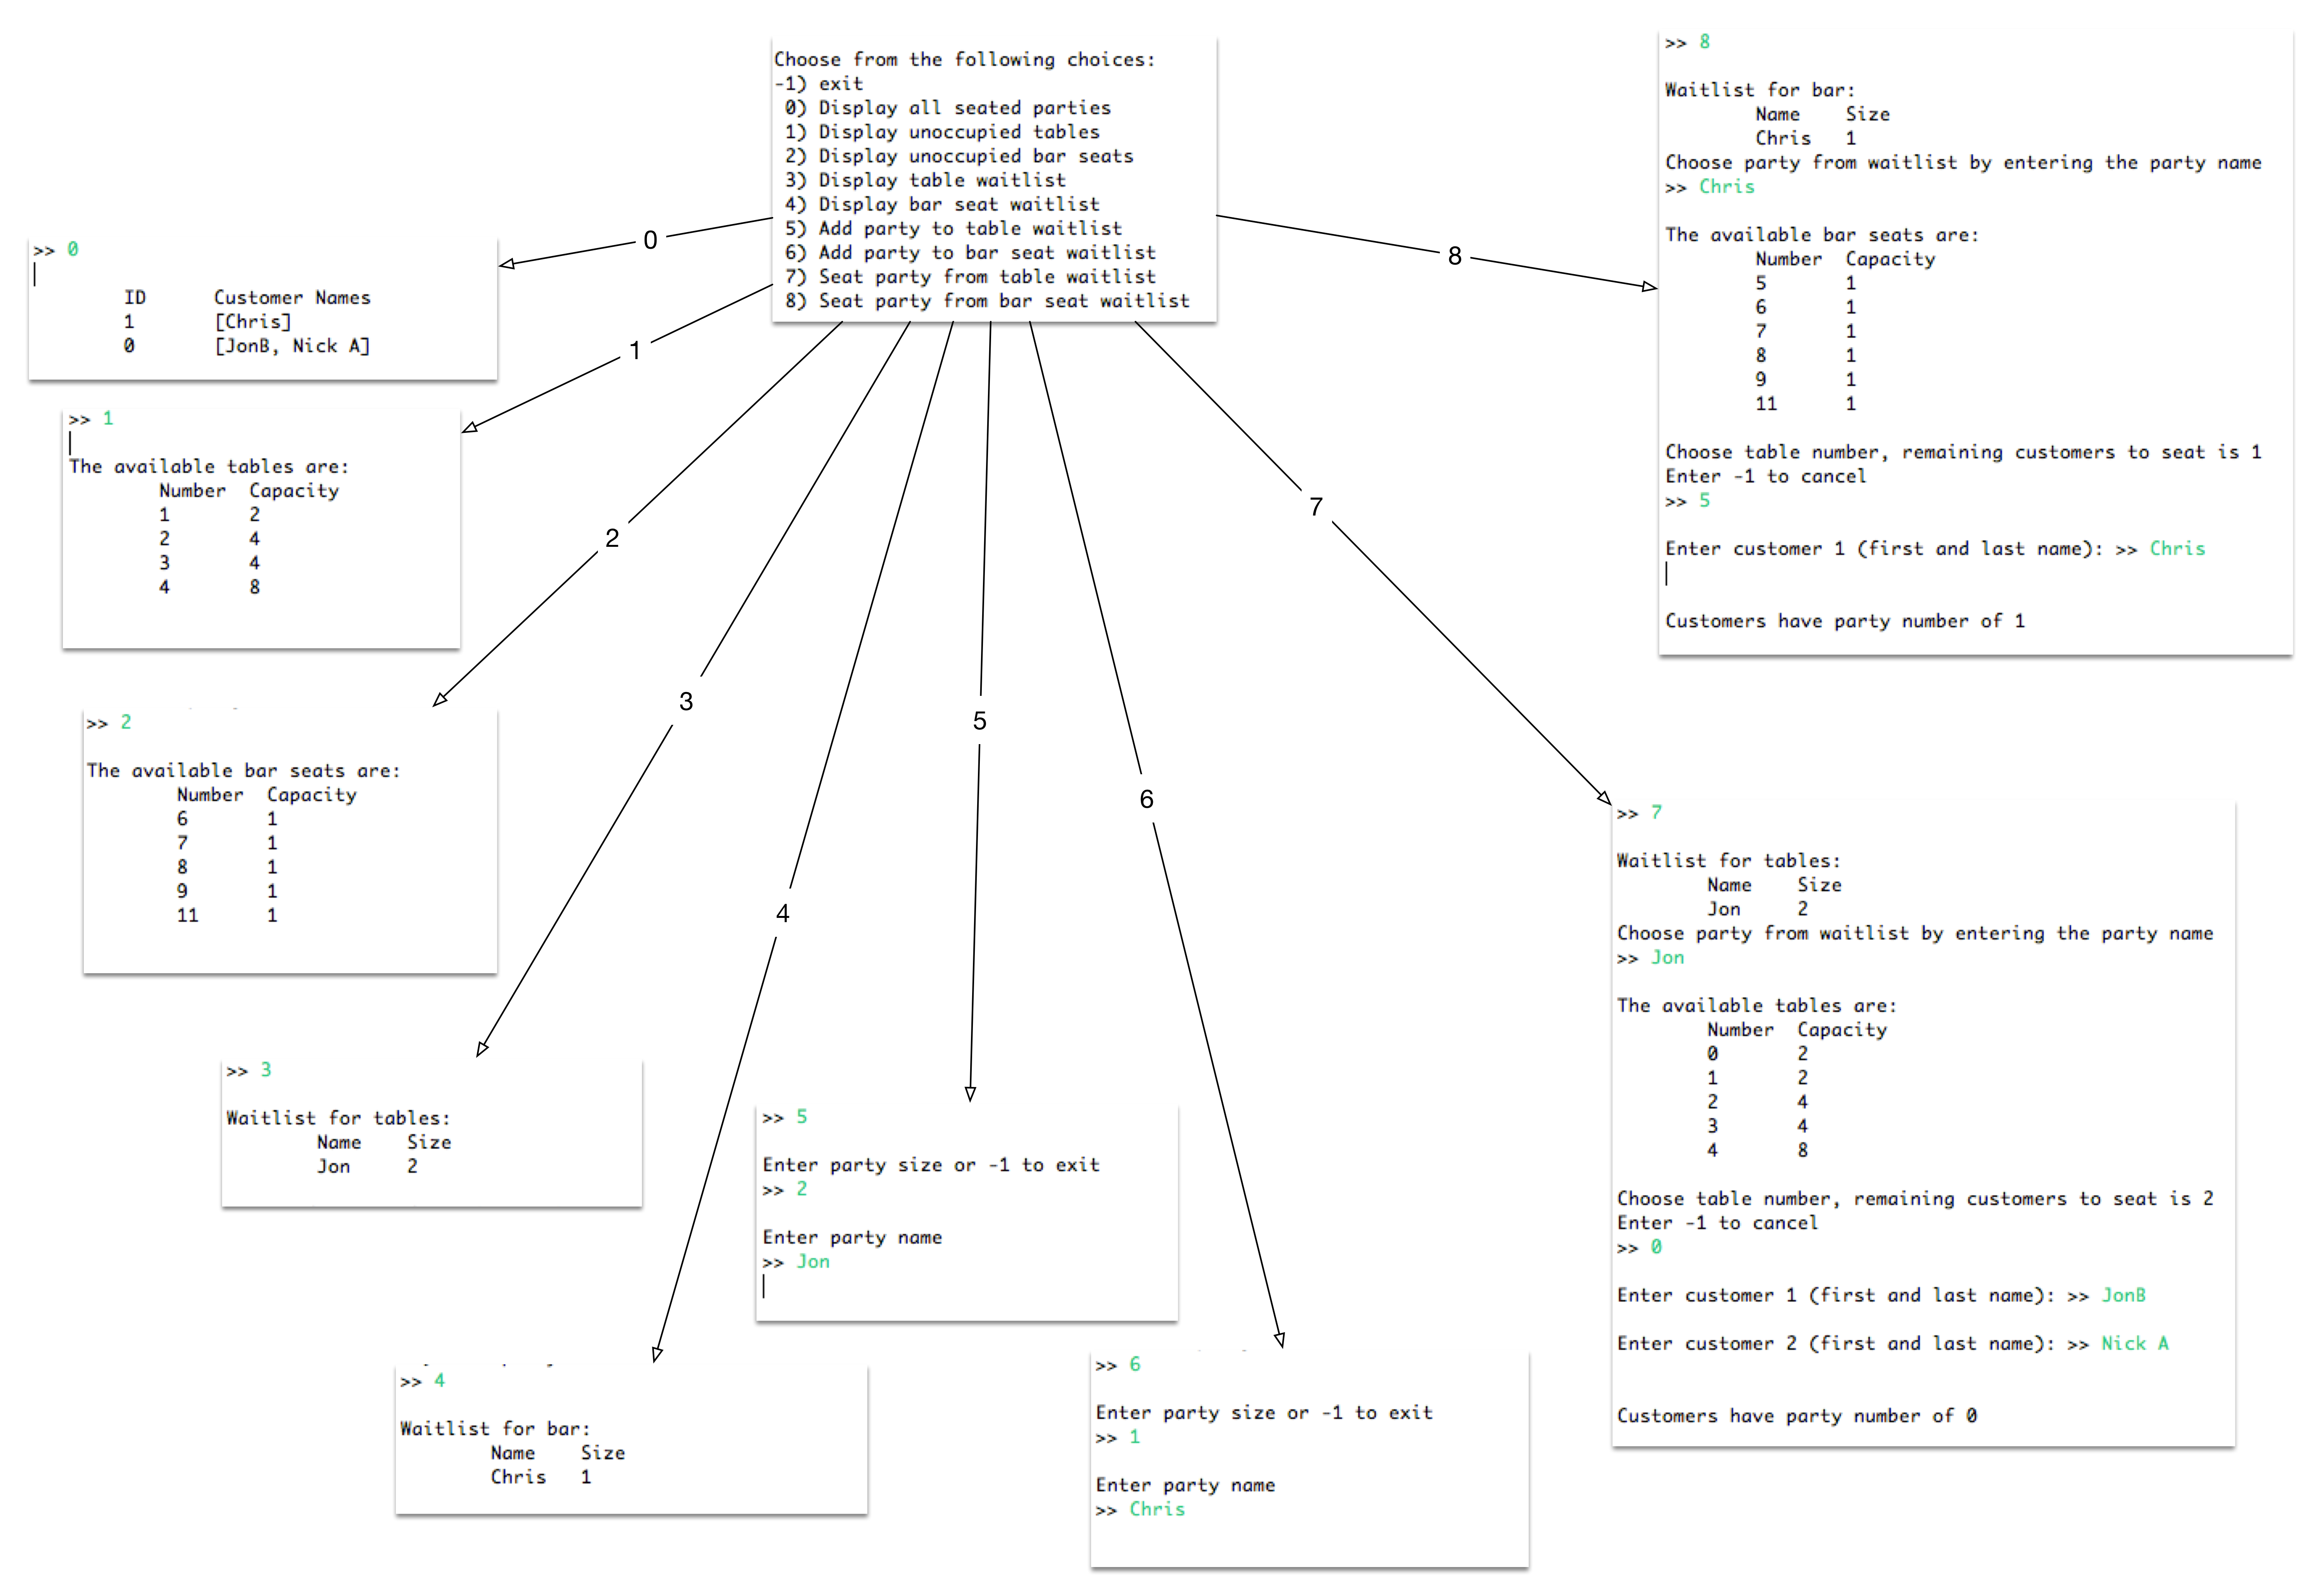 Choose from the following choices:
-1) exit
0) Display all seated parties
1) Display unoccupied tables
2) Display unoccupied bar seats
3) Display table waitlist
4) Display bar seat waitlist
5) Add party to table waitlist
6) Add party to bar seat waitlist
7) Seat party from table waitlist
8) Seat party from bar seat waitlist
0
1
2
3
4
5
6
7
8
>> 0
ID Customer Names
1 [Chris]
0 [JonB, Nick A]
>> 1
The available tables are:
Number Capacity
1 2
2 4
3 4
4 8
>> 2
The available bar seats are:
Number Capacity
6 1
7 1
8 1
9 1
11 1
>> 3
Waitlist for tables:
Name Size
Jon 2
>> 4
Waitlist for bar:
Name Size
Chris 1
>> 5
Enter party size or -1 to exit
>> 2
Enter party name
>> Jon
>> 6
Enter party size or -1 to exit
>> 1
Enter party name
>> Chris
>> 7
Waitlist for tables:
Name Size
Jon 2
Choose party from waitlist by entering the party name
>> Jon
The available tables are:
Number Capacity
0 2
1 2
2 4
3 4
4 8
Choose table number, remaining customers to seat is 2
Enter -1 to cancel
>> 0
Enter customer 1 (first and last name): >> JonB
Enter customer 2 (first and last name): >> Nick A
Customers have party number of 0
>> 8
Waitlist for bar:
Name Size
Chris 1
Choose party from waitlist by entering the party name
>> Chris
The available bar seats are:
Number Capacity
5 1
6 1
7 1
8 1
9 1
11 1
Choose table number, remaining customers to seat is 1
Enter -1 to cancel
>> 5
Enter customer 1 (first and last name): >> Chris
Customers have party number of 1